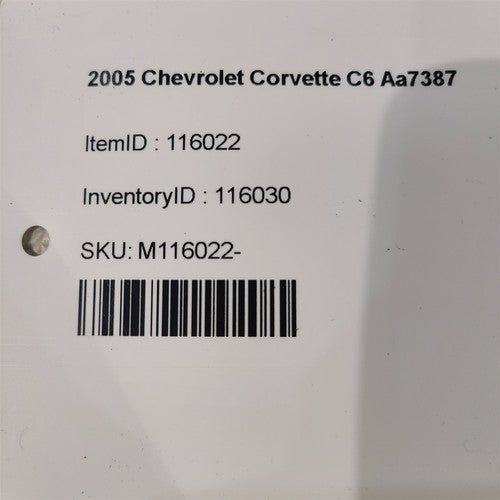 2005 Chevrolet Corvette C6 Aa7387
ItemID : 116022
InventoryID : 116030
SKU: M116022-